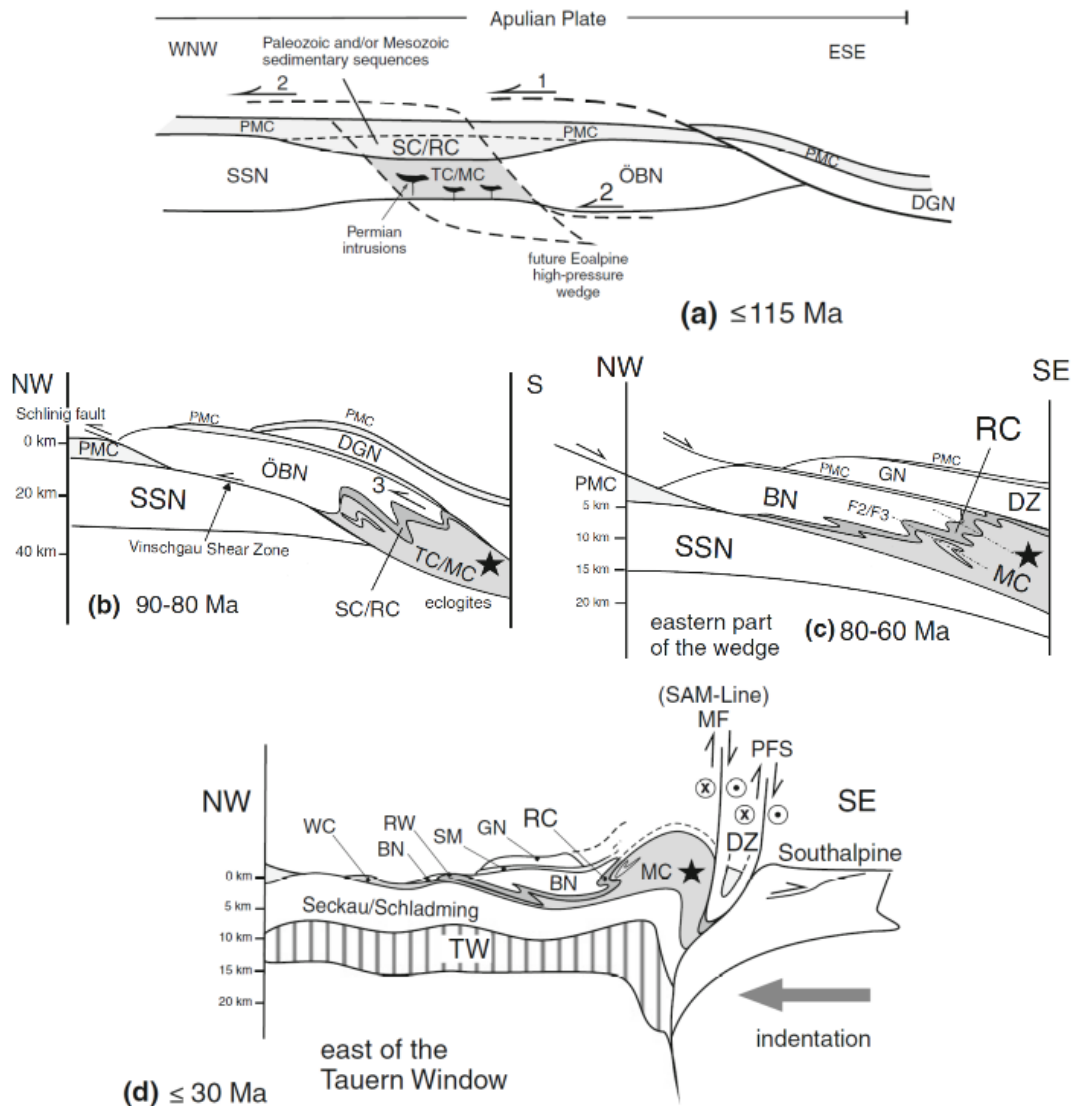 Apulian Plate
WNW
ESE
Paleozoic and/or Mesozoic
sedimentary sequences
2
1
PMC
PMC
PMC
SC/RC
SSN
TC/MC
ÖBN
2
DGN
Permian
intrusions
future Eoalpine
high-pressure
wedge
(a) ≤ 115 Ma
NW
S
Schlinig fault
0 km
PMC
PMC
PMC
DGN
ÖBN
3
20 km
SSN
Vinschgau Shear Zone
40 km
TC/MC
eclogites
SC/RC
(b) 90-80 Ma
NW
SE
RC
PMC
PMC
PMC
GN
DZ
BN
F2/F3
5 km
SSN
10 km
MC
15 km
20 km
eastern part
of the wedge
(c) 80-60 Ma
(SAM-Line)
MF
PFS
NW
SE
WC
RW
BN
SM
GN
RC
x
x
DZ
Southalpine
0 km
BN
MC
5 km
Seckau/Schladming
10 km
TW
15 km
20 km
indentation
east of the
Tauern Window
(d) ≤ 30 Ma